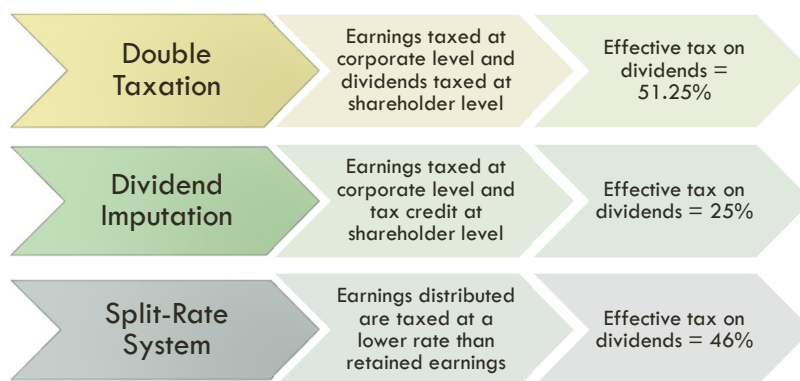 Double
Taxation
Earnings taxed at
corporate level and
dividends taxed at
shareholder level
Effective tax on
dividends =
51.25%
Dividend
Imputation
Earnings taxed at
corporate level and
tax credit at
shareholder level
Effective tax on
dividends = 25%
Split-Rate
System
Earnings distributed
are taxed at a
lower rate than
retained earnings
Effective tax on
dividends = 46%